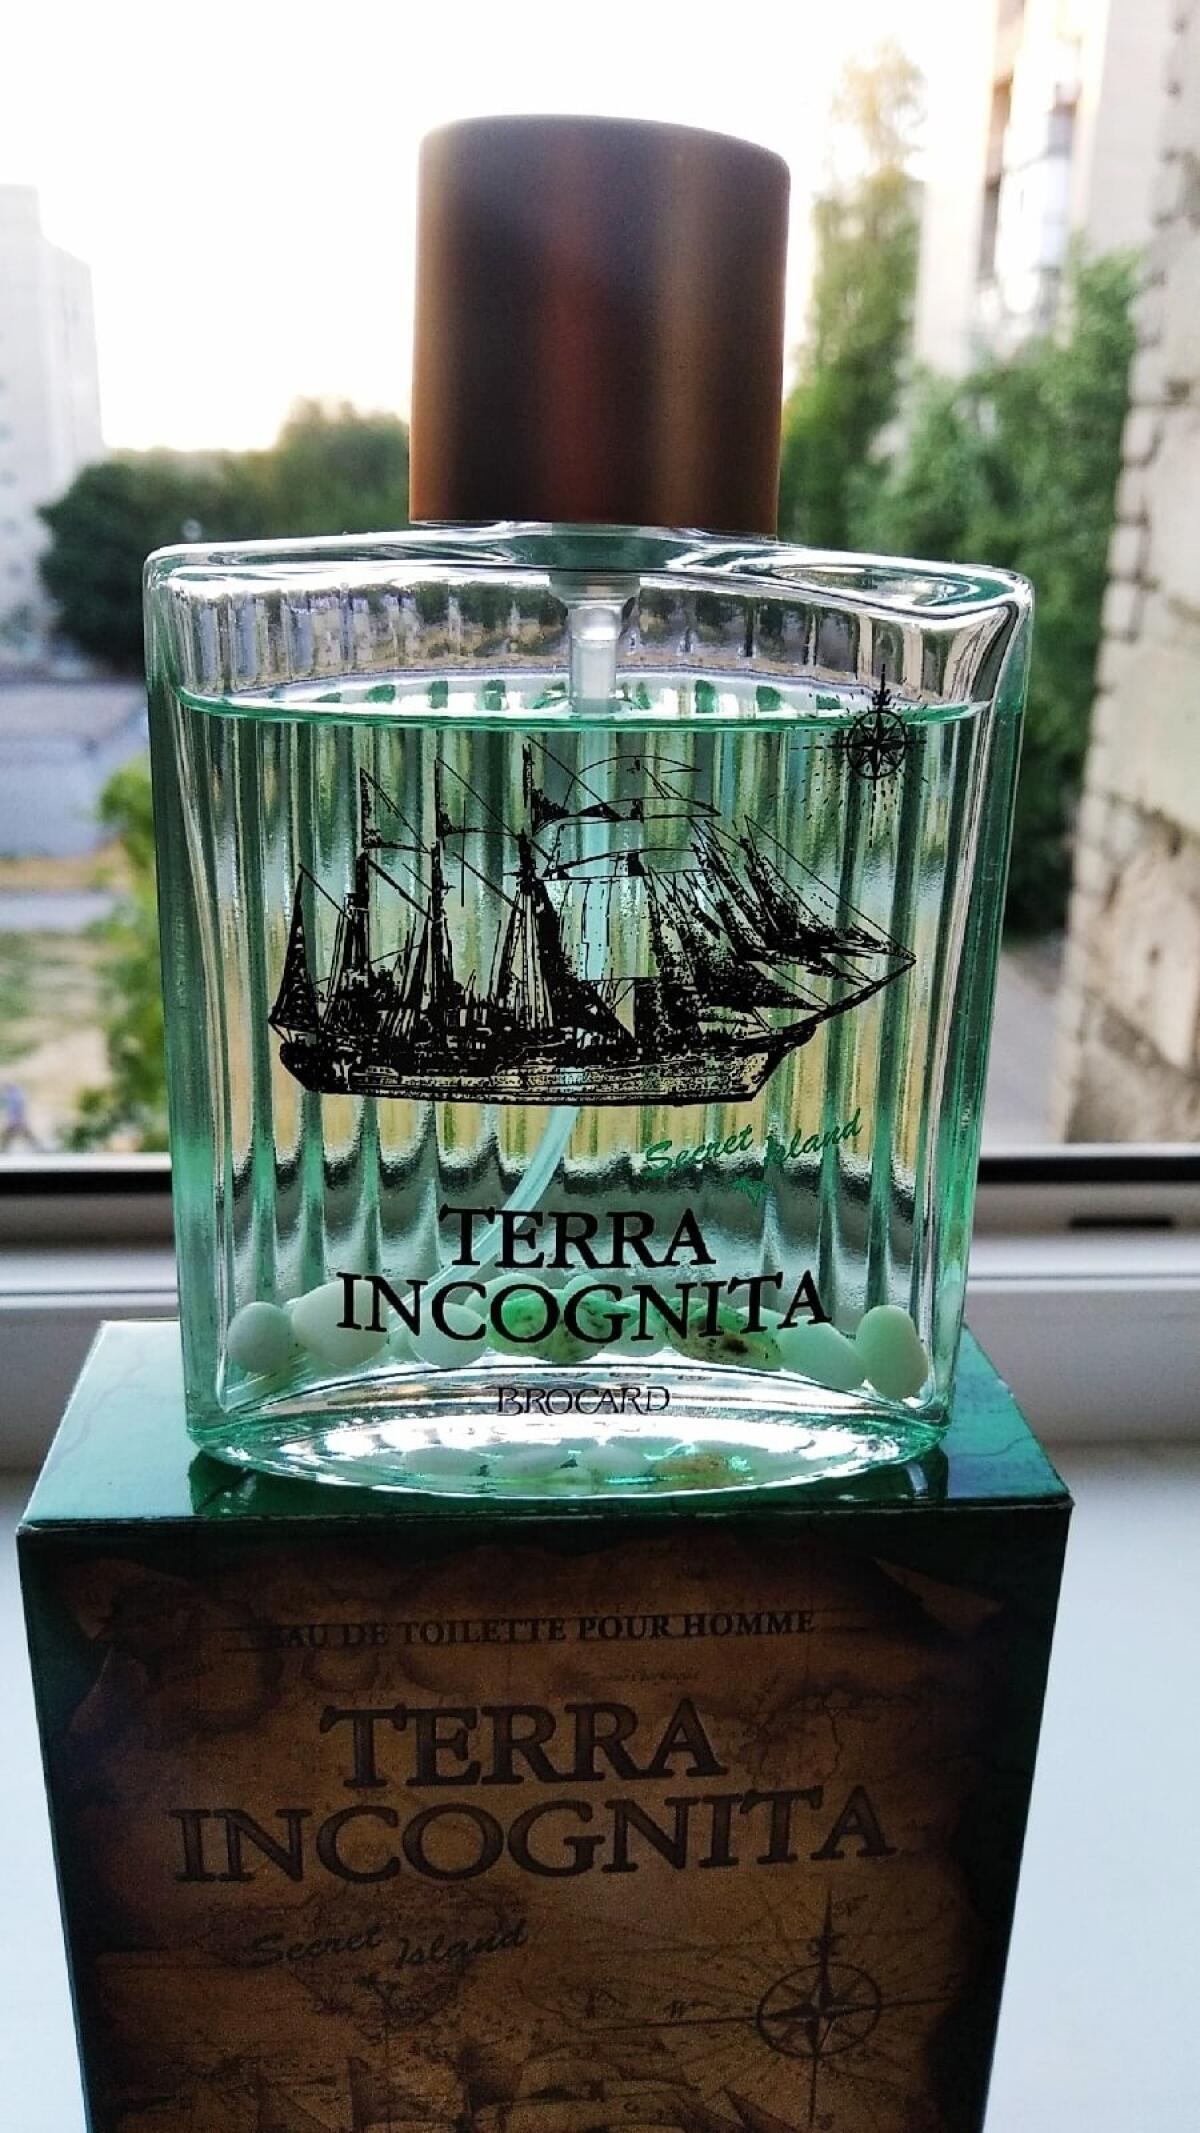 Secret Island
TERRA
INCOGNITA
BROCARD
EAU DE TOILETTE POUR HOMME
TERRA
INCOGNITA
Secret Island
W